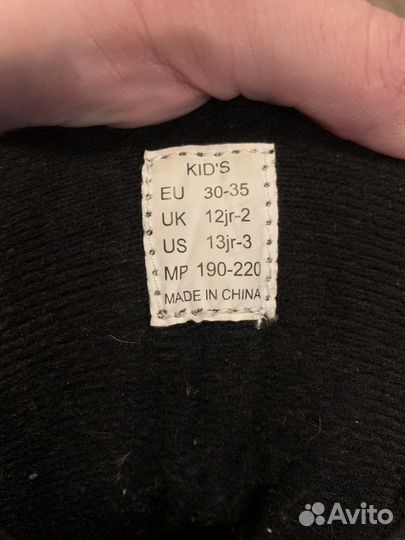 KID'S
EU 30-35
UK 12jr-2
US 13jr-3
MP 190-220
MADE IN CHINA
Avito